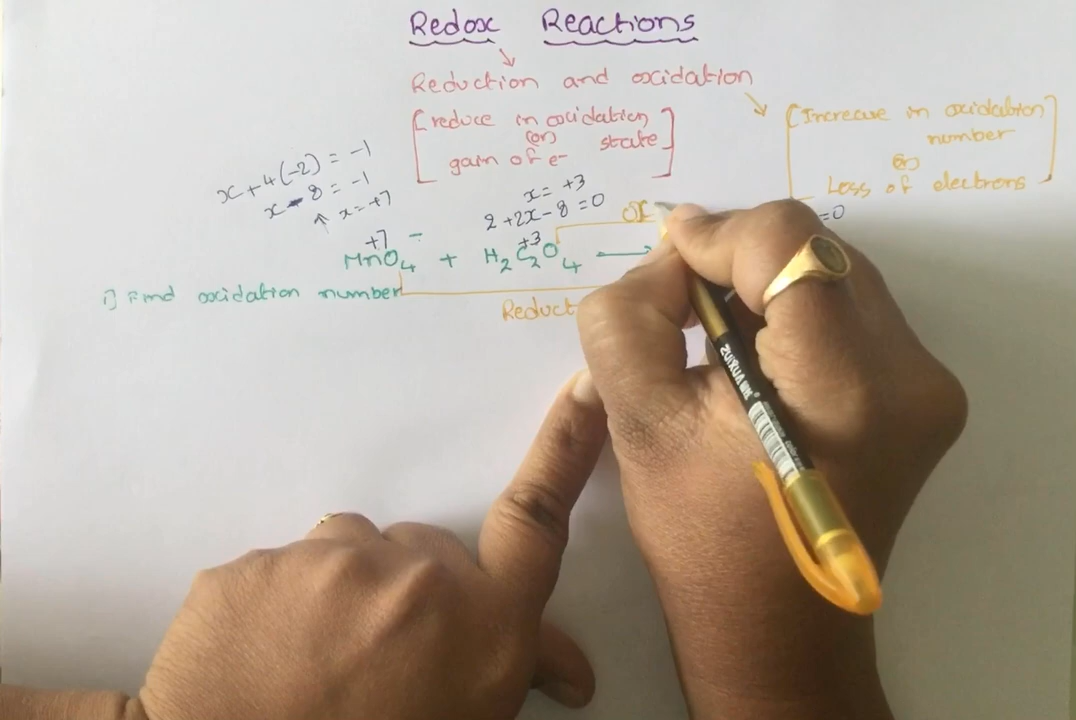 Redox Reactions
Reduction and oxidation
[reduce in oxidation
(or) state]
gain of e-
[Increase in oxidation
number
(or)
Loss of electrons]
x+4(-2) = -1
x-8 = -1
↑ x=+7
x= +3
2+2x-8=0
=0
+7 +3
MnO4- + H2C2O4 →
1) Find oxidation number
Reduct
ox